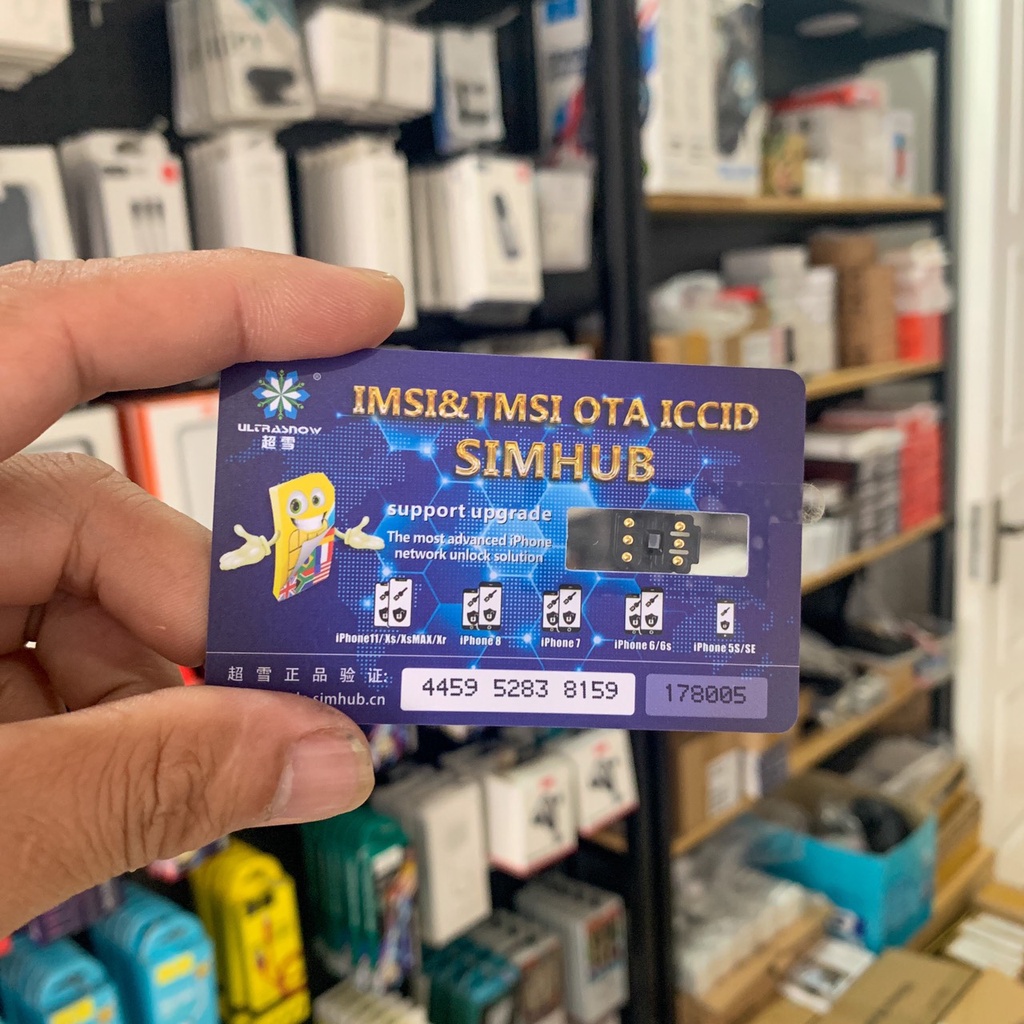 ULTRASNOW
超雪
®
IMSI&TMSI OTA ICCID
SIMHUB
support upgrade
The most advanced iPhone
network unlock solution
iPhone11/Xs/XsMAX/Xr
iPhone 8
iPhone 7
iPhone 6/6s
iPhone 5S/SE
超雪正品验证:
simhub.cn
4459 5283 8159
178005